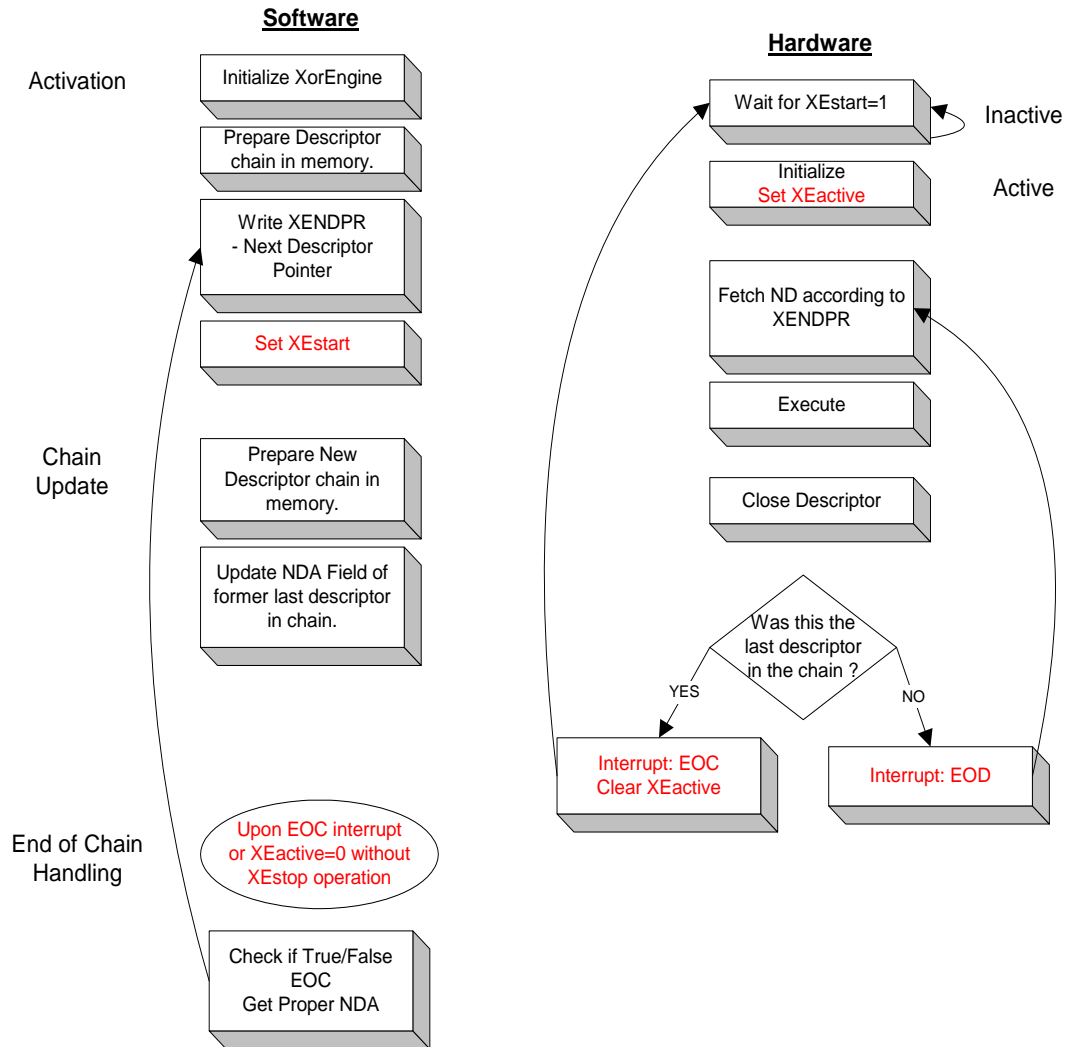 Software
Activation
Initialize XorEngine
Prepare Descriptor
chain in memory.
Write XENDPR
- Next Descriptor
Pointer
Set XEstart
Chain
Update
Prepare New
Descriptor chain in
memory.
Update NDA Field of
former last descriptor
in chain.
End of Chain
Handling
Upon EOC interrupt
or XEactive=0 without
XEstop operation
Check if True/False
EOC
Get Proper NDA
Hardware
Wait for XEstart=1
Inactive
Initialize
Set XEactive
Active
Fetch ND according to
XENDPR
Execute
Close Descriptor
Was this the
last descriptor
in the chain ?
YES
NO
Interrupt: EOC
Clear XEactive
Interrupt: EOD